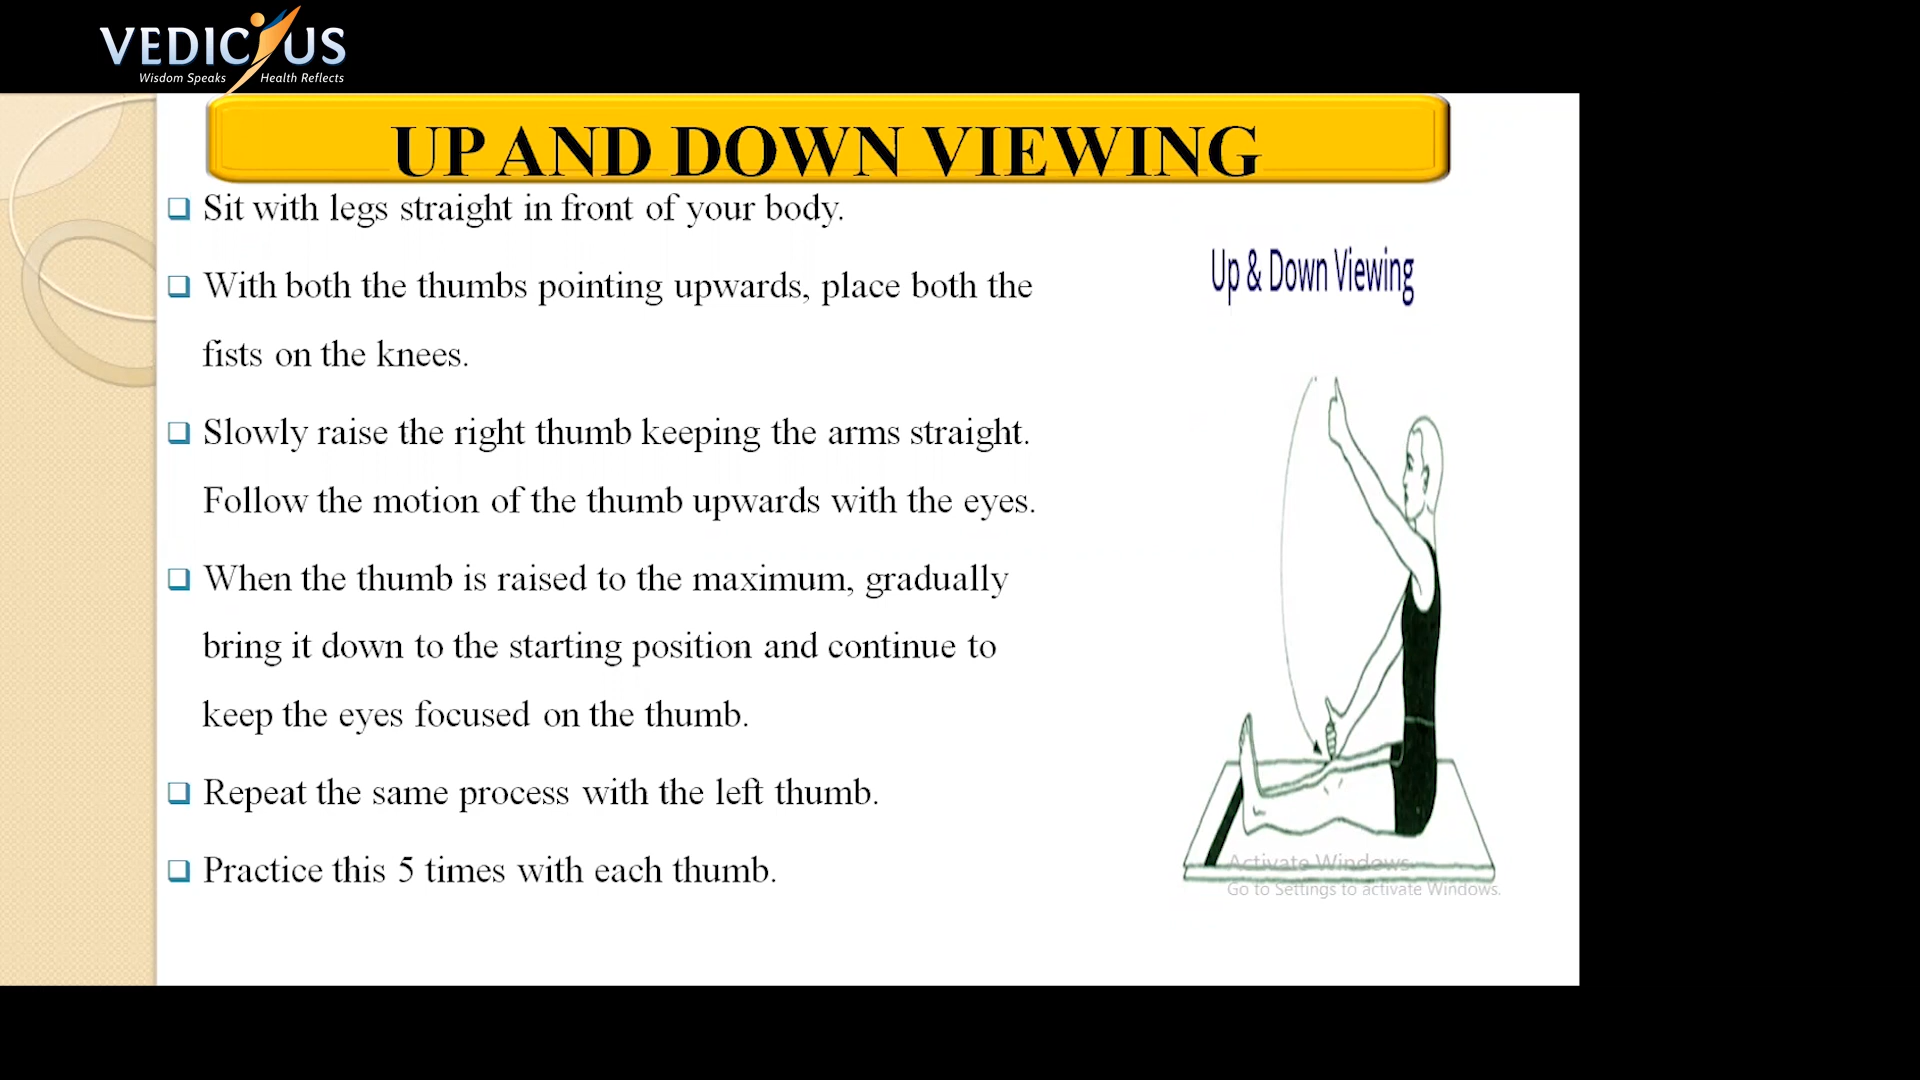 VEDICIUS
Wisdom Speaks Health Reflects
UP AND DOWN VIEWING
Sit with legs straight in front of your body.
With both the thumbs pointing upwards, place both the
fists on the knees.
Slowly raise the right thumb keeping the arms straight.
Follow the motion of the thumb upwards with the eyes.
When the thumb is raised to the maximum, gradually
bring it down to the starting position and continue to
keep the eyes focused on the thumb.
Repeat the same process with the left thumb.
Practice this 5 times with each thumb.
Up & Down Viewing
Activate Windows
Go to Settings to activate Windows.